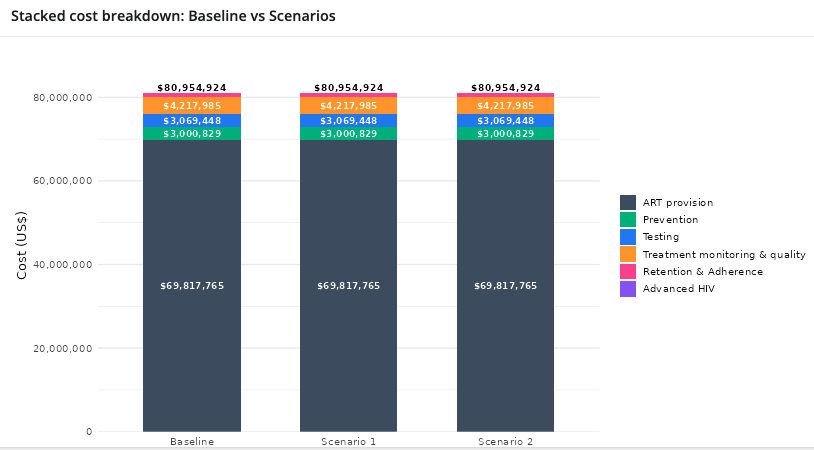 Stacked cost breakdown: Baseline vs Scenarios
$80,954,924 $80,954,924 $80,954,924
80,000,000
$4,217,985 $4,217,985 $4,217,985
$3,069,448 $3,069,448 $3,069,448
$3,000,829 $3,000,829 $3,000,829
60,000,000
ART provision
Prevention
Testing
Treatment monitoring & quality
Retention & Adherence
Advanced HIV
Cost (US$)
40,000,000
$69,817,765 $69,817,765 $69,817,765
20,000,000
0
Baseline Scenario 1 Scenario 2